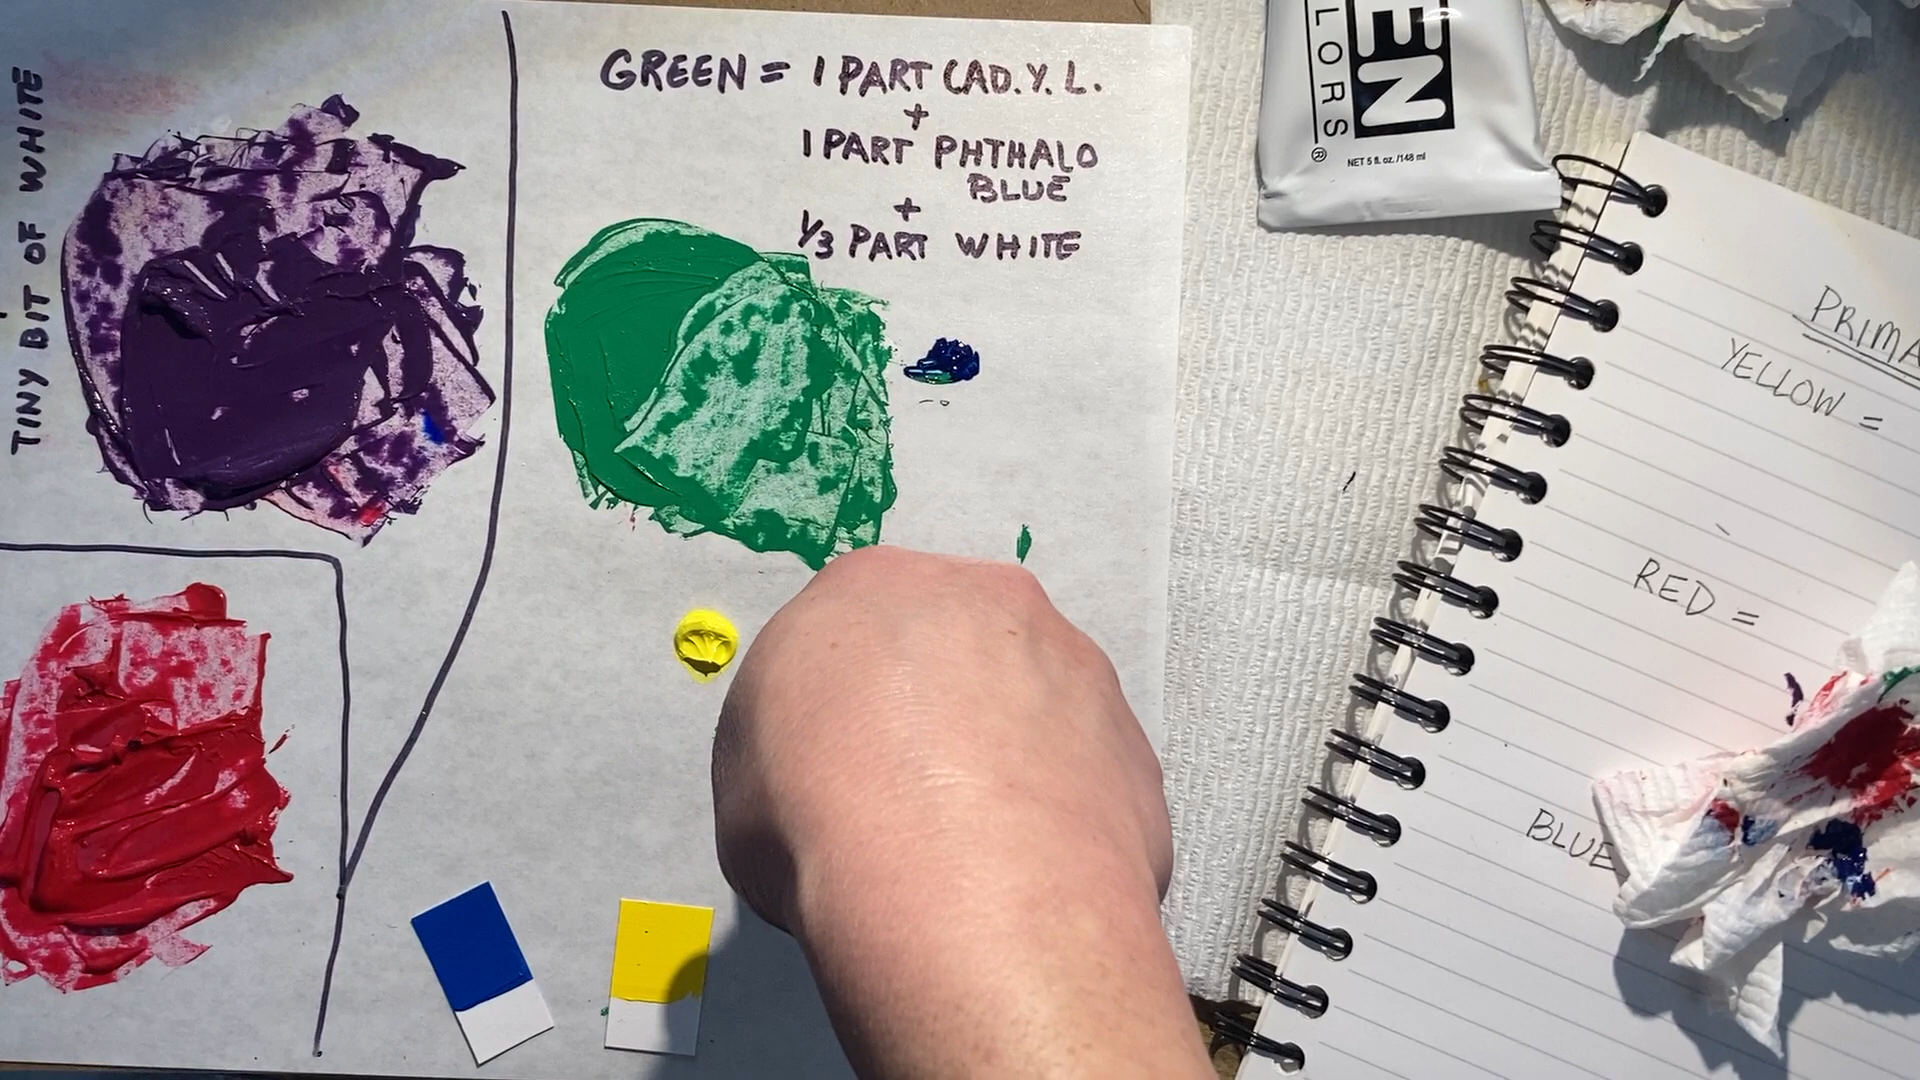 TINY BIT OF WHITE
GREEN = 1 PART CAD. Y. L.
+
1 PART PHTHALO
BLUE
+
1/3 PART WHITE
LORS ®
EN
NET 5 fl. oz. /148 ml
PRIMA
YELLOW =
RED =
BLUE